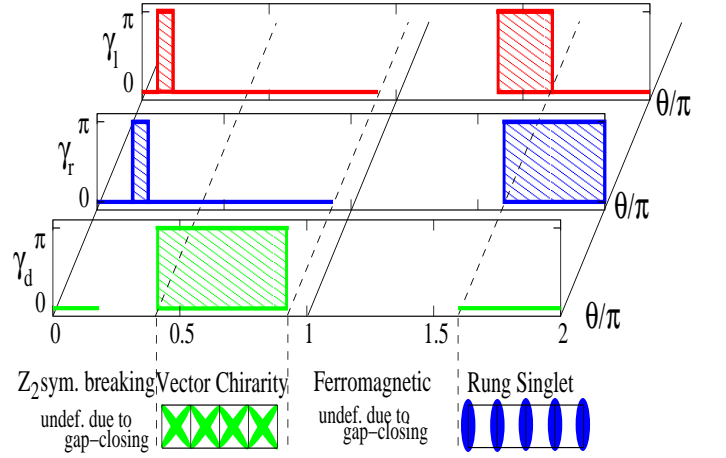 π
γl
0
θ/π
π
γr
0
θ/π
π
γd
0
θ/π
0 0.5 1 1.5 2
Z2 sym. breaking Vector Chirarity Ferromagnetic Rung Singlet
undef. due to gap−closing
undef. due to gap−closing